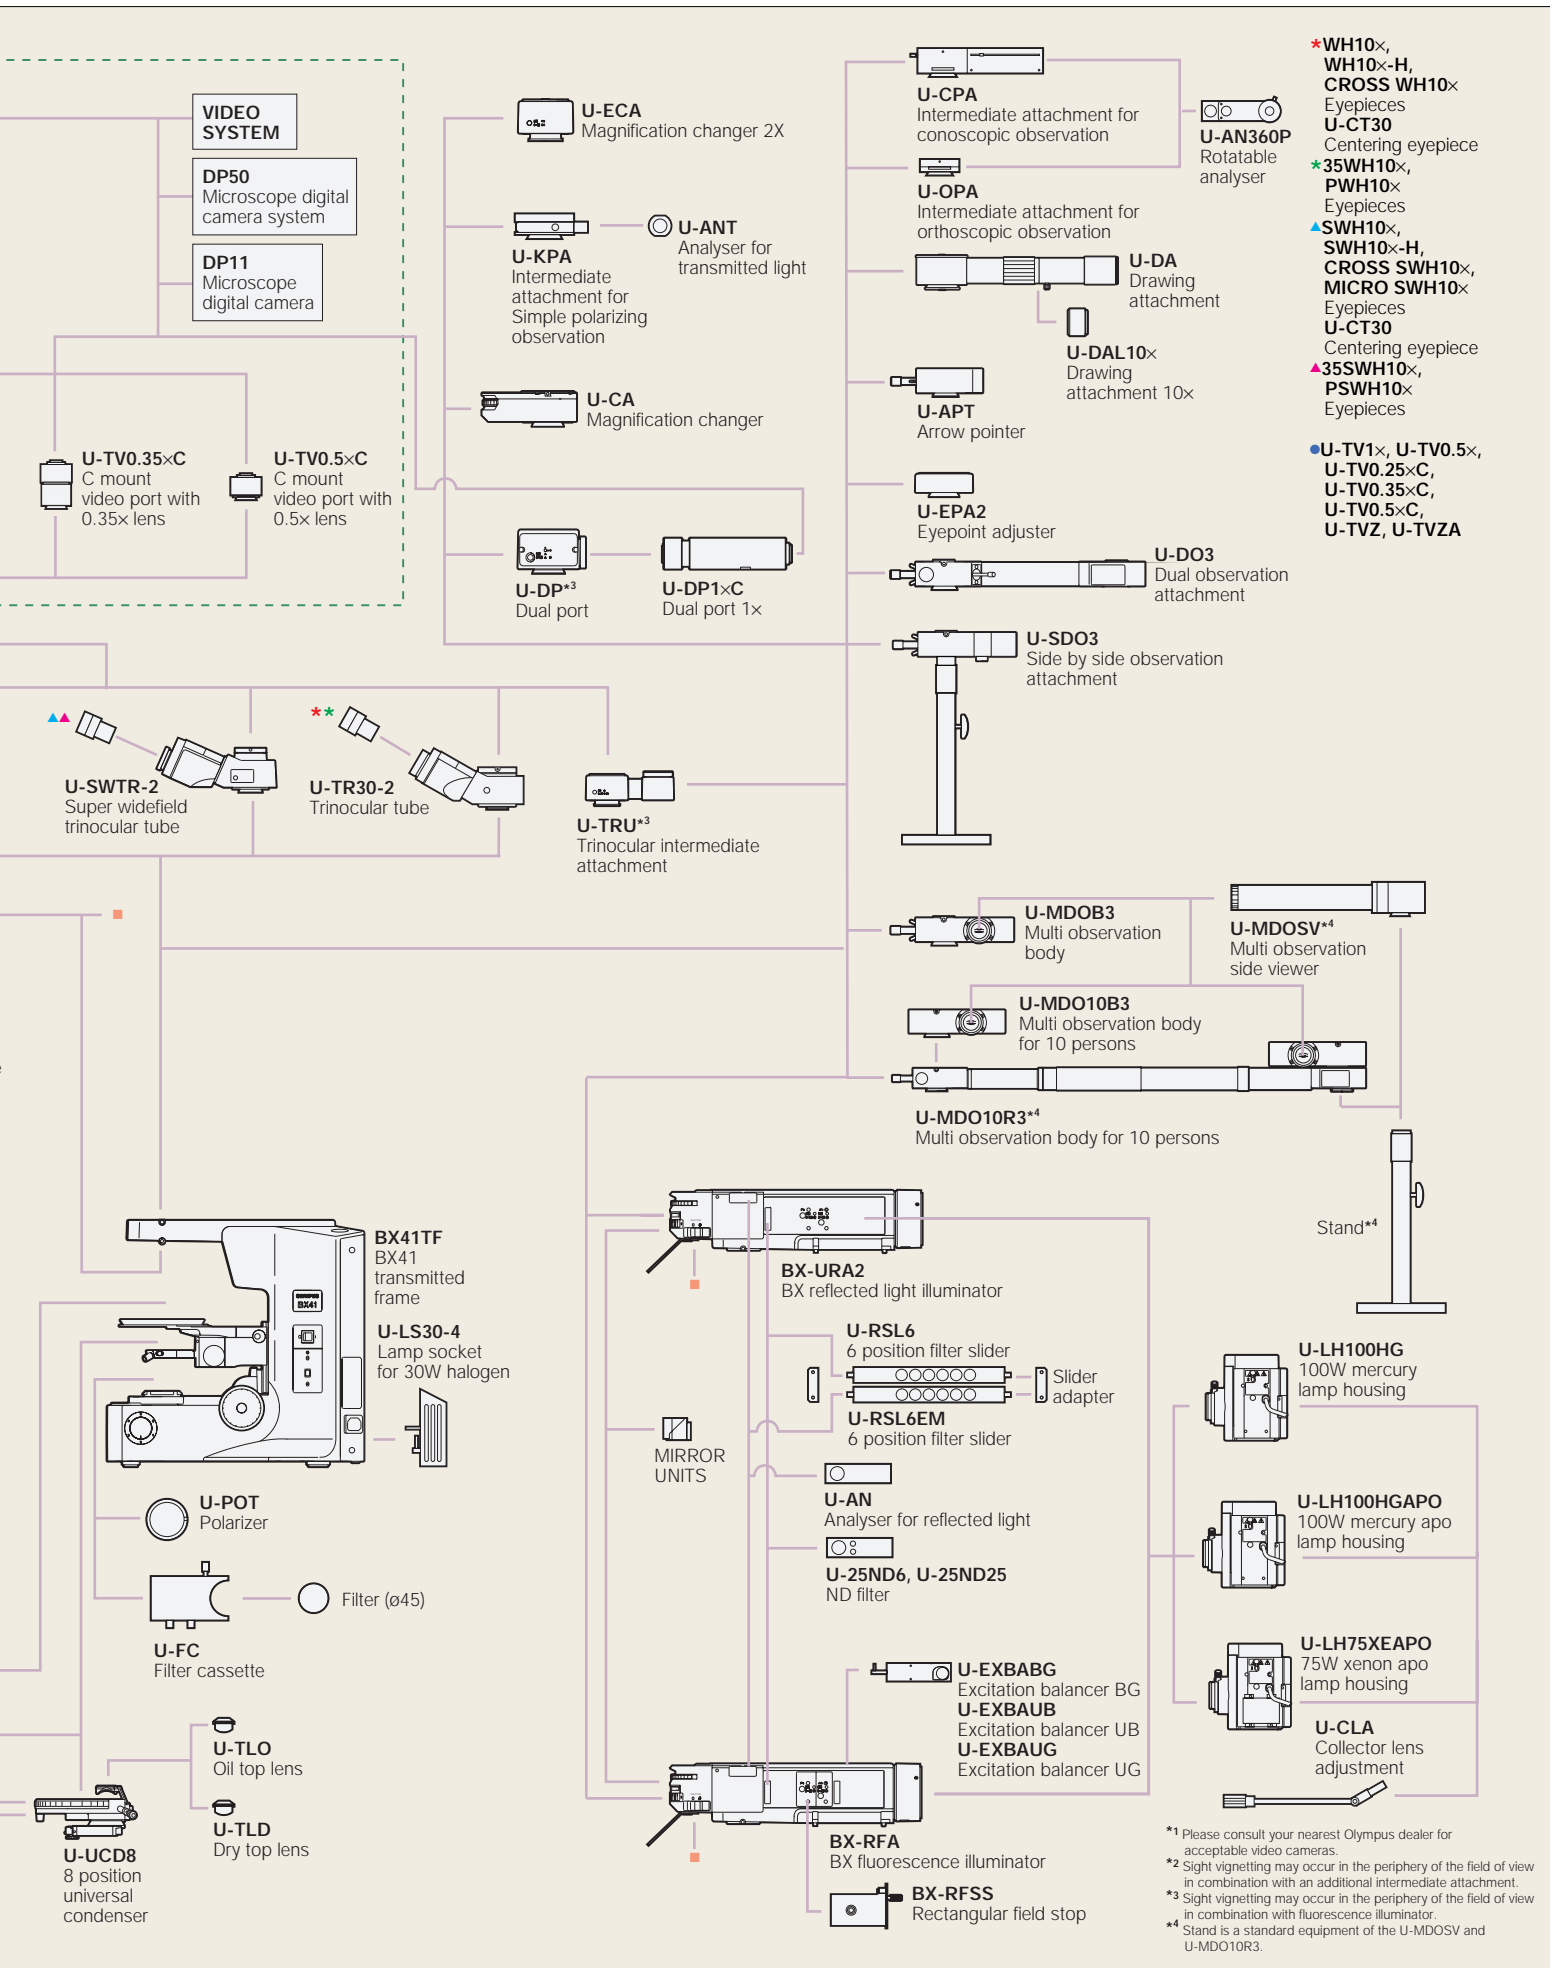 VIDEO
SYSTEM
DP50
Microscope digital
camera system
DP11
Microscope
digital camera
U-TV0.35×C
C mount
video port with
0.35× lens
U-TV0.5×C
C mount
video port with
0.5× lens
U-ECA
Magnification changer 2X
U-KPA
Intermediate
attachment for
Simple polarizing
observation
U-ANT
Analyser for
transmitted light
U-CA
Magnification changer
U-DP*3
Dual port
U-DP1×C
Dual port 1×
U-CPA
Intermediate attachment for
conoscopic observation
U-AN360P
Rotatable
analyser
U-OPA
Intermediate attachment for
orthoscopic observation
U-DA
Drawing
attachment
U-DAL10×
Drawing
attachment 10×
U-APT
Arrow pointer
U-EPA2
Eyepoint adjuster
U-DO3
Dual observation
attachment
U-SDO3
Side by side observation
attachment
*WH10×,
WH10×-H,
CROSS WH10×
Eyepieces
U-CT30
Centering eyepiece
*35WH10×,
PWH10×
Eyepieces
▲SWH10×,
SWH10×-H,
CROSS SWH10×,
MICRO SWH10×
Eyepieces
U-CT30
Centering eyepiece
▲35SWH10×,
PSWH10×
Eyepieces
●U-TV1×, U-TV0.5×,
U-TV0.25×C,
U-TV0.35×C,
U-TV0.5×C,
U-TVZ, U-TVZA
▲▲
U-SWTR-2
Super widefield
trinocular tube
**
U-TR30-2
Trinocular tube
U-TRU*3
Trinocular intermediate
attachment
U-MDOB3
Multi observation
body
U-MDOSV*4
Multi observation
side viewer
U-MDO10B3
Multi observation body
for 10 persons
U-MDO10R3*4
Multi observation body for 10 persons
Stand*4
OLYMPUS
BX41
BX41TF
BX41
transmitted
frame
U-LS30-4
Lamp socket
for 30W halogen
U-POT
Polarizer
Filter (ø45)
U-FC
Filter cassette
U-TLO
Oil top lens
U-TLD
Dry top lens
U-UCD8
8 position
universal
condenser
BX-URA2
BX reflected light illuminator
U-RSL6
6 position filter slider
Slider
adapter
U-RSL6EM
6 position filter slider
MIRROR
UNITS
U-AN
Analyser for reflected light
U-25ND6, U-25ND25
ND filter
U-EXBABG
Excitation balancer BG
U-EXBAUB
Excitation balancer UB
U-EXBAUG
Excitation balancer UG
BX-RFA
BX fluorescence illuminator
BX-RFSS
Rectangular field stop
U-LH100HG
100W mercury
lamp housing
U-LH100HGAPO
100W mercury apo
lamp housing
U-LH75XEAPO
75W xenon apo
lamp housing
U-CLA
Collector lens
adjustment
*1 Please consult your nearest Olympus dealer for
acceptable video cameras.
*2 Sight vignetting may occur in the periphery of the field of view
in combination with an additional intermediate attachment.
*3 Sight vignetting may occur in the periphery of the field of view
in combination with fluorescence illuminator.
*4 Stand is a standard equipment of the U-MDOSV and
U-MDO10R3.